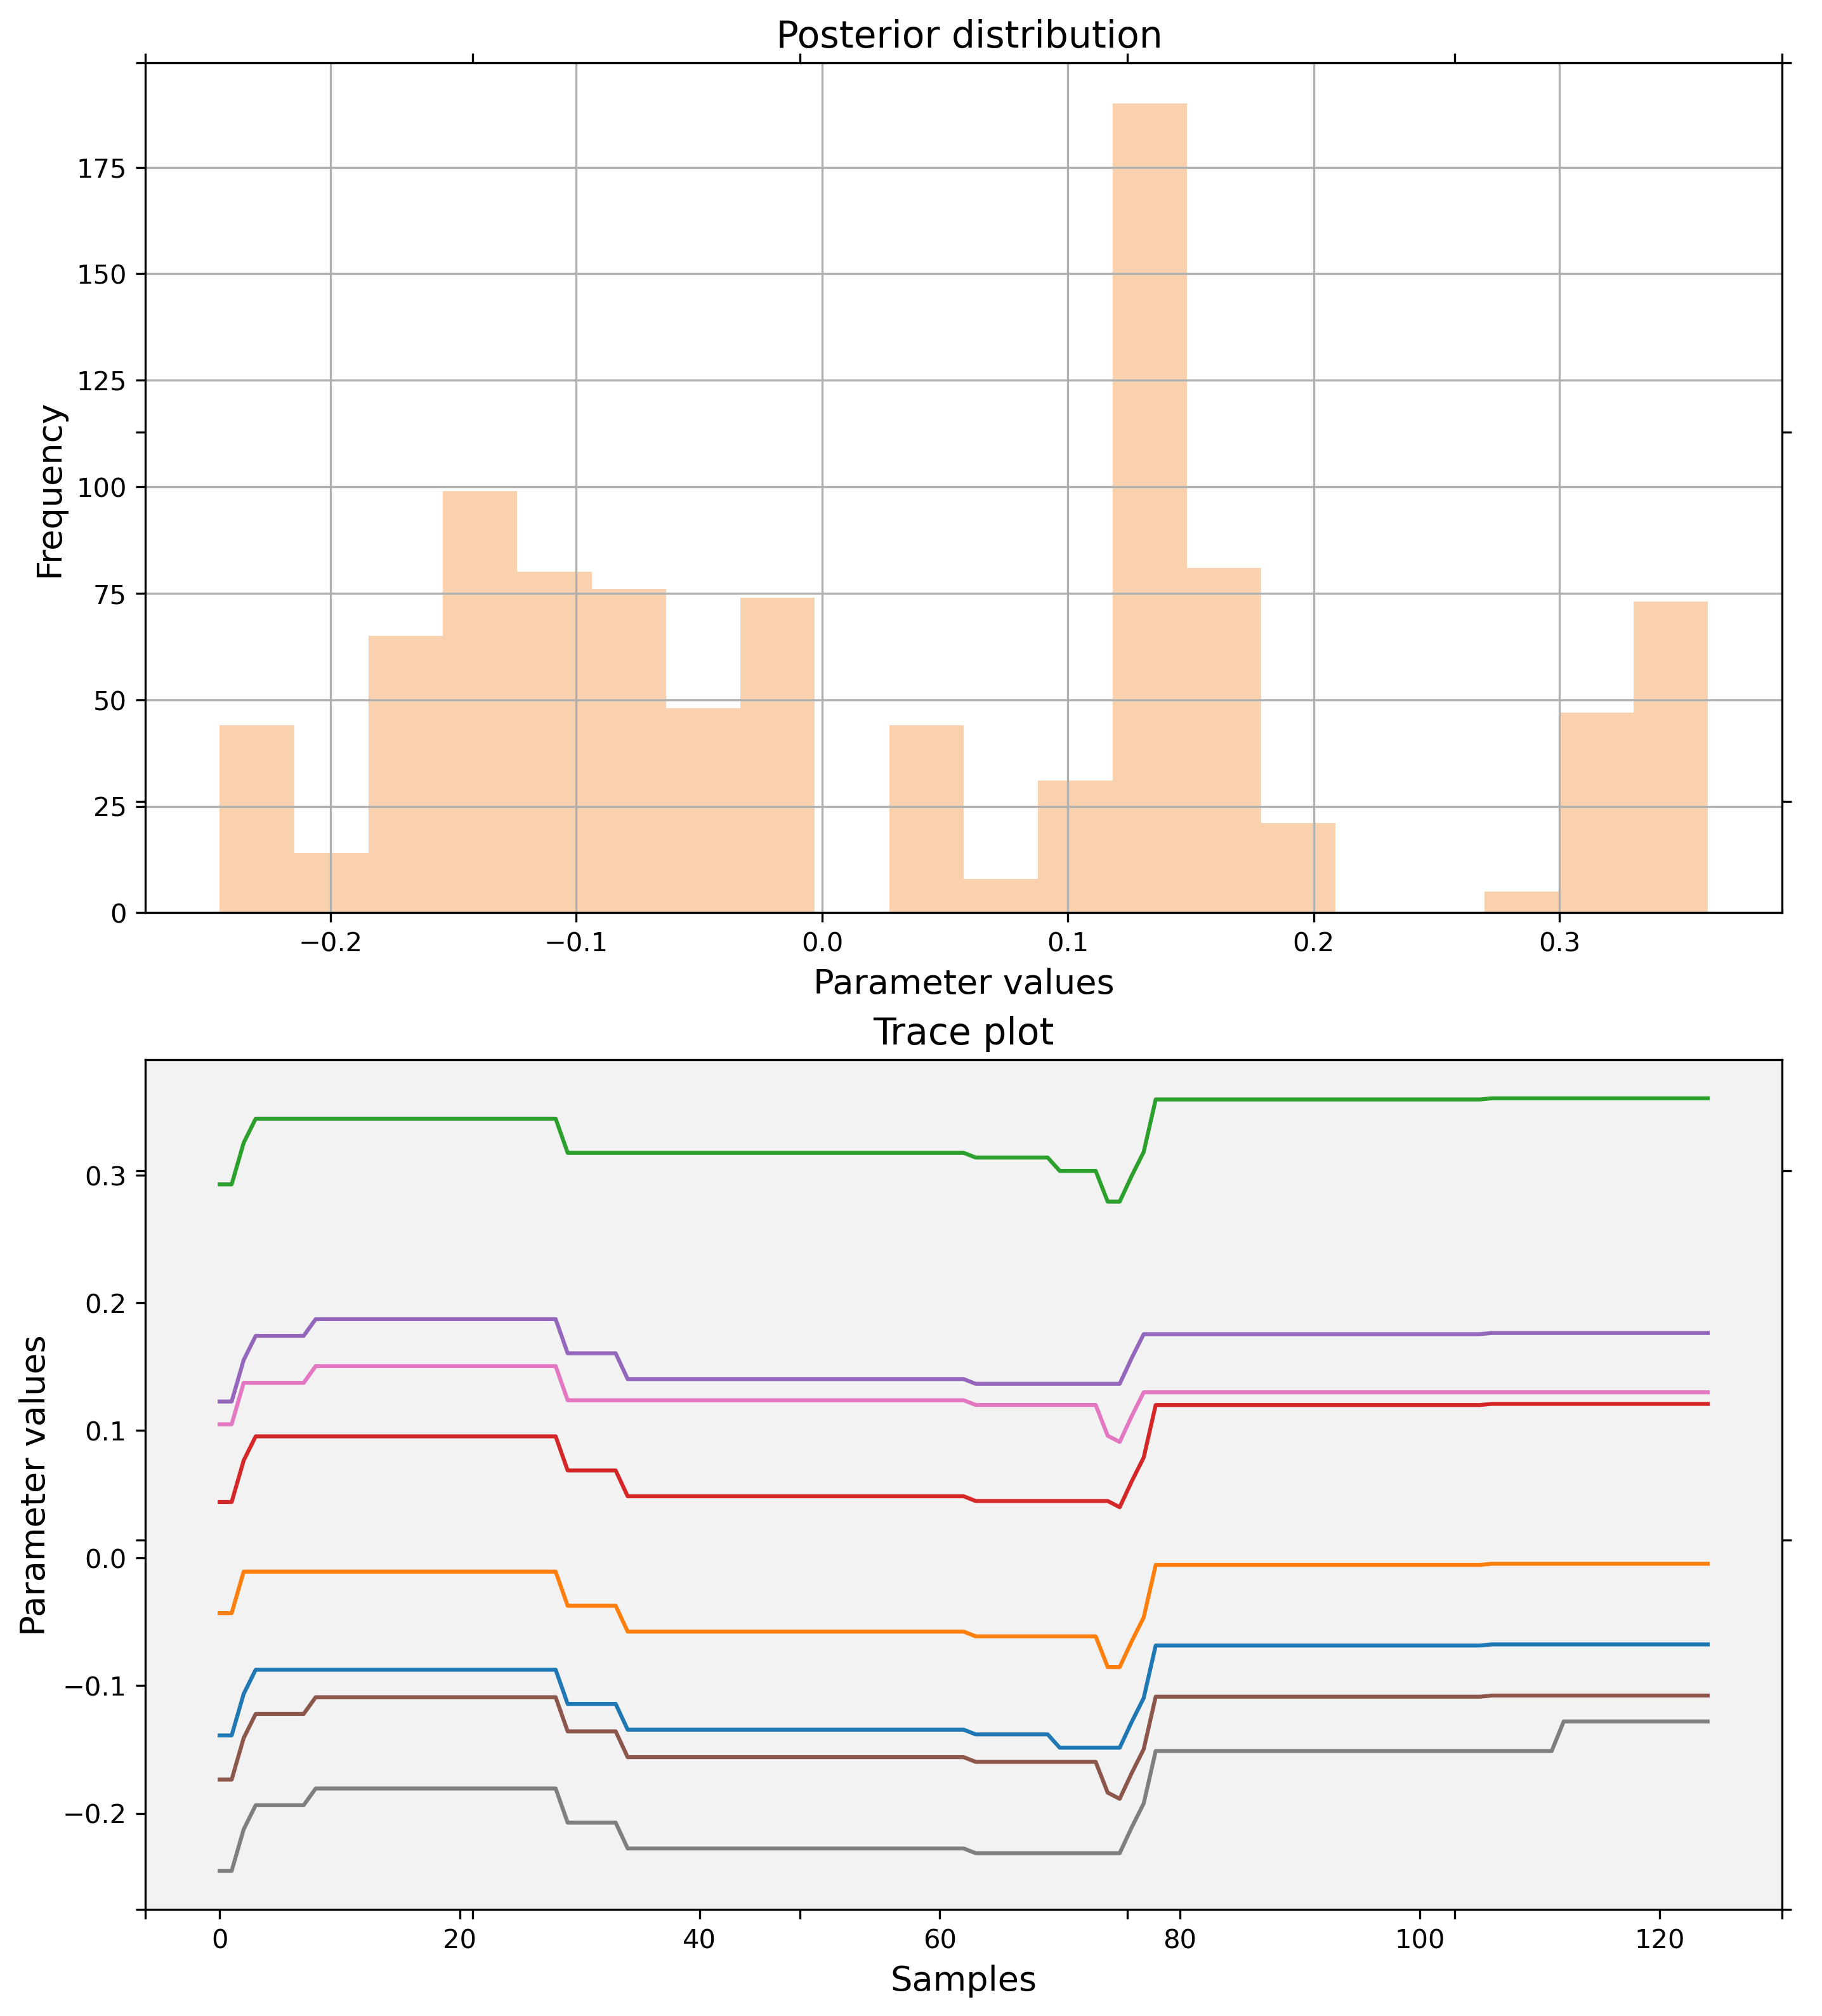 Posterior distribution
175
150
125
100
75
50
25
0
Frequency
−0.2 −0.1 0.0 0.1 0.2 0.3
Parameter values
Trace plot
0.3
0.2
0.1
0.0
−0.1
−0.2
Parameter values
0 20 40 60 80 100 120
Samples